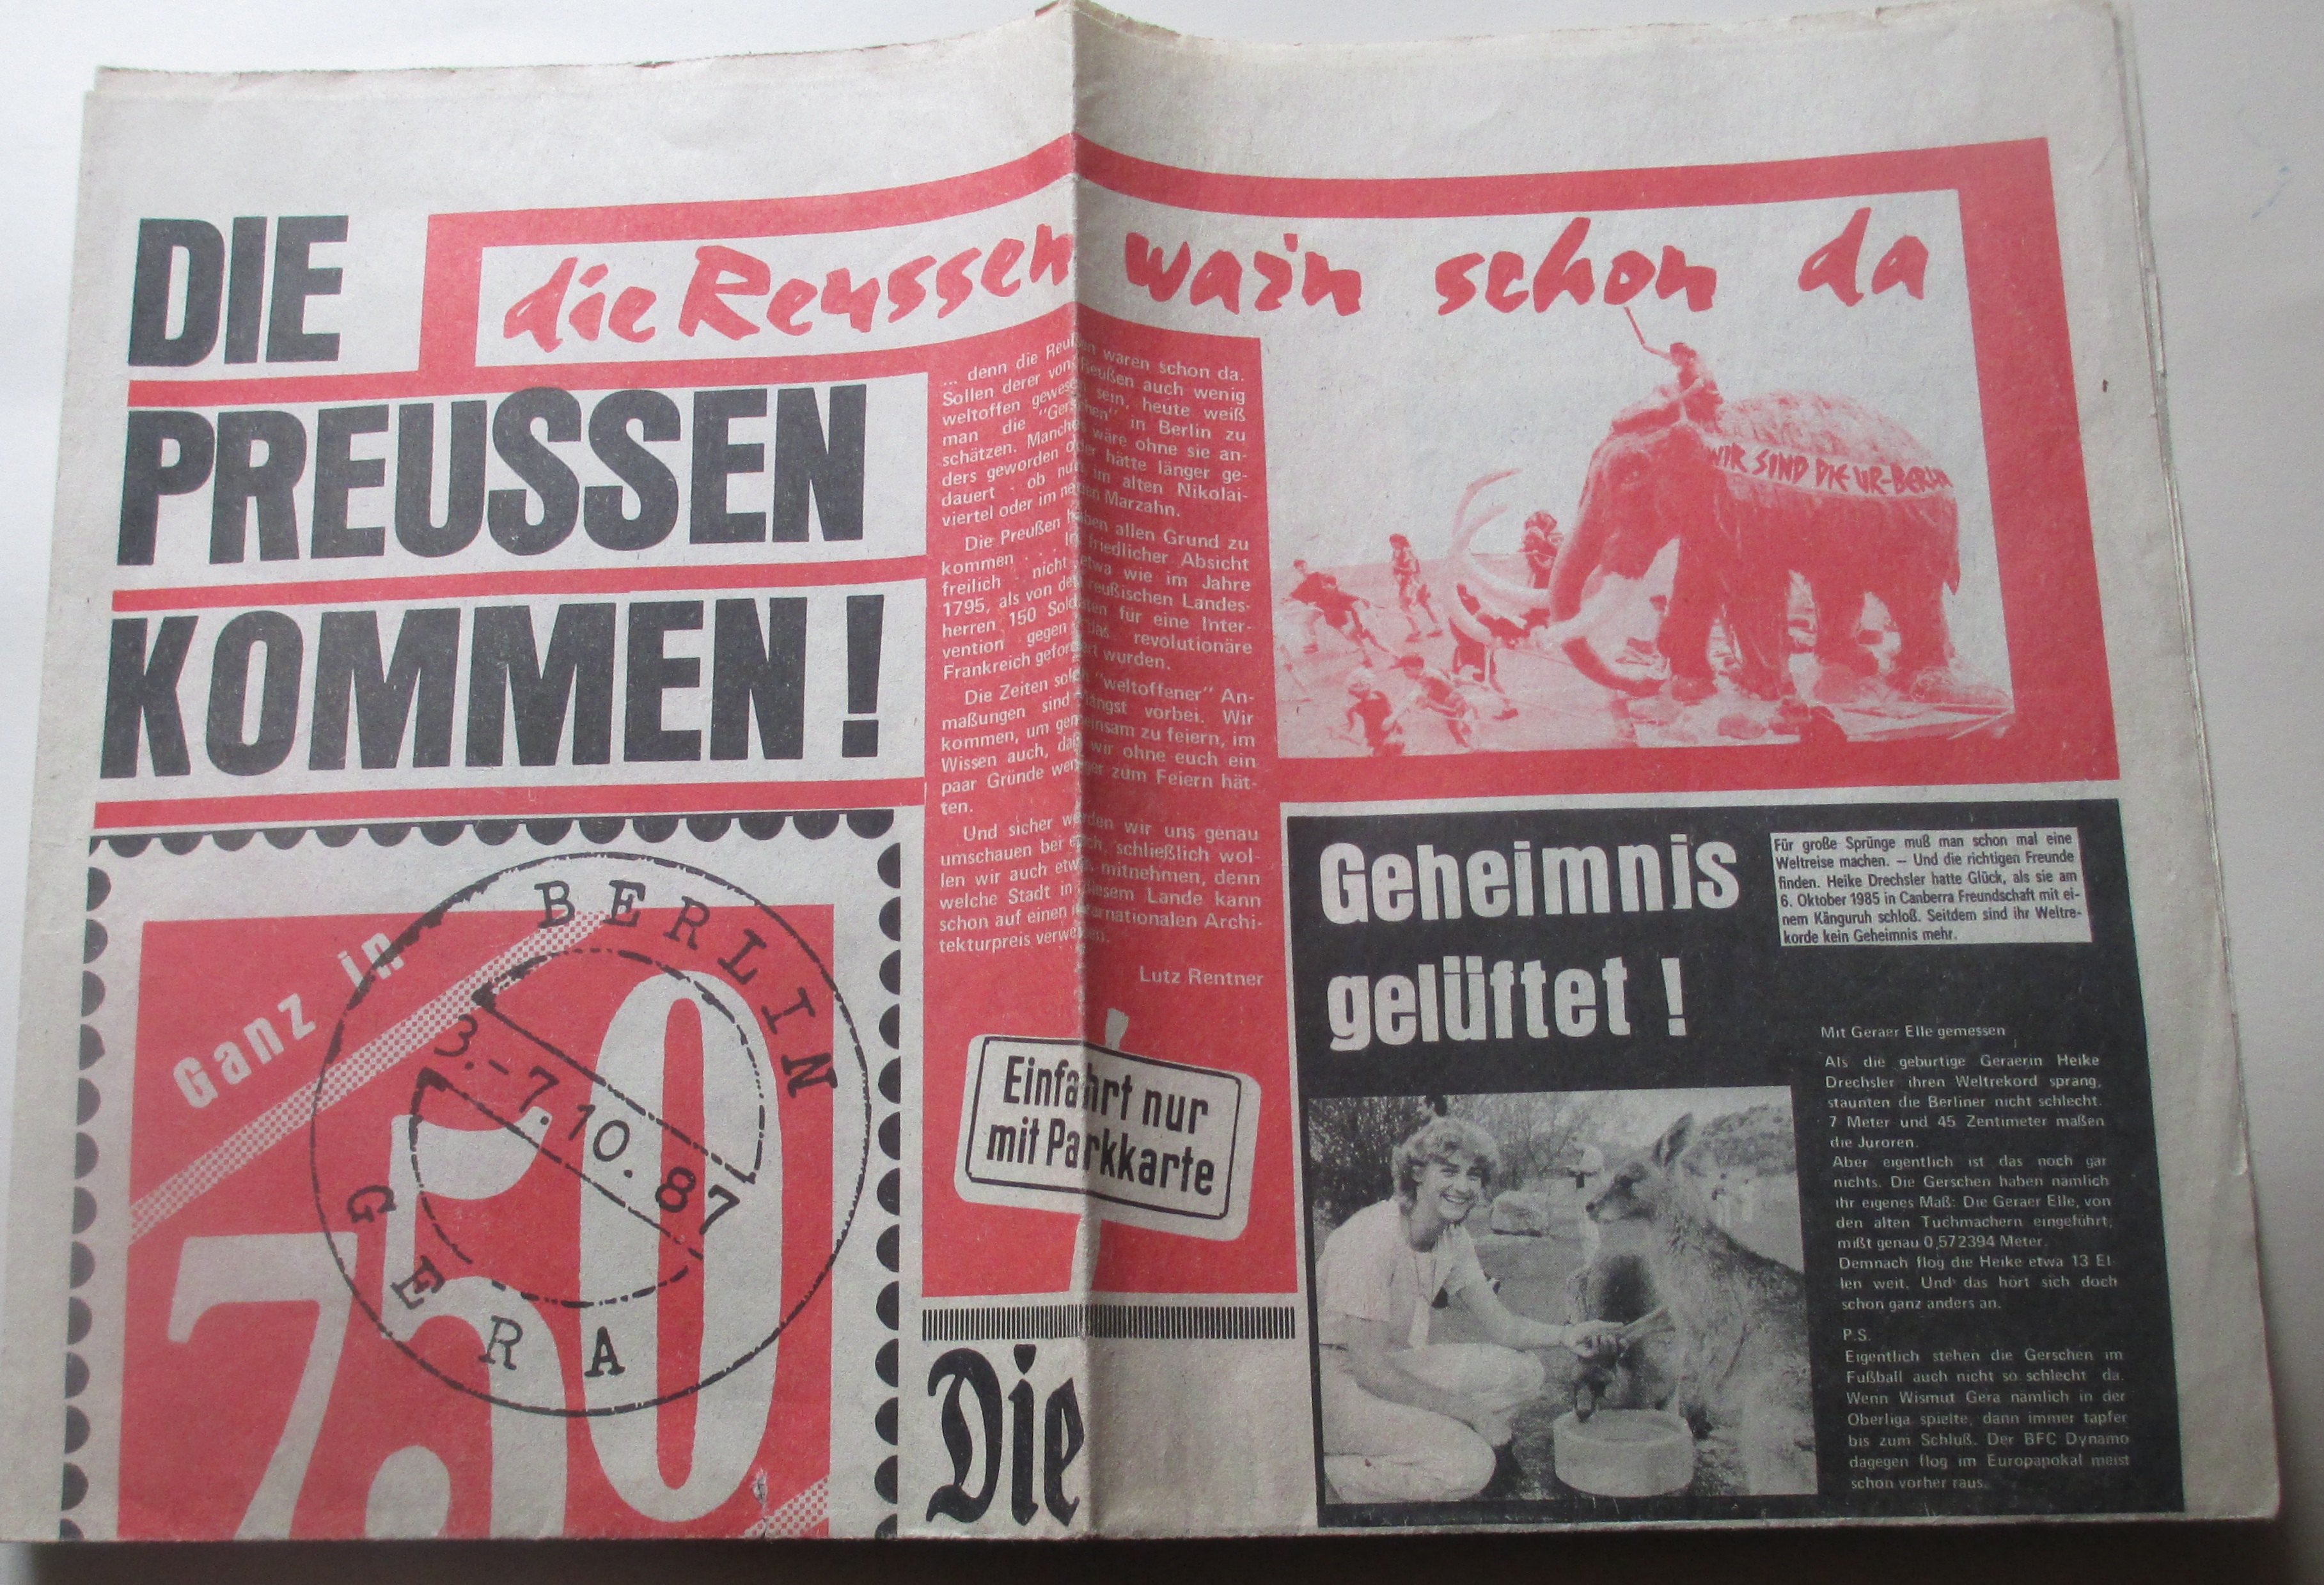 DIE
PREUSSEN
KOMMEN!
die Reussen war'n schon da
WIR SIND DIE UR-BERLIN
... denn die Reußen waren schon da.
Sollen derer von Reußen auch wenig
weltoffen gewesen sein, heute weiß
man die "Gerschen" in Berlin zu
schätzen. Manches wäre ohne sie an-
ders geworden oder hätte länger ge-
dauert - ob nun im alten Nikolai-
viertel oder im neuen Marzahn.
Die Preußen haben allen Grund zu
kommen . . . In friedlicher Absicht
freilich - nicht etwa wie im Jahre
1795, als von den reußischen Landes-
herren 150 Soldaten für eine Inter-
vention gegen das revolutionäre
Frankreich gefordert wurden.
Die Zeiten solch "weltoffener" An-
maßungen sind längst vorbei. Wir
kommen, um gemeinsam zu feiern, im
Wissen auch, daß wir ohne euch ein
paar Gründe weniger zum Feiern hät-
ten.
Und sicher werden wir uns genau
umschauen bei euch, schließlich wol-
len wir auch etwas mitnehmen, denn
welche Stadt in diesem Lande kann
schon auf einen internationalen Archi-
tekturpreis verweisen.
Lutz Rentner
Einfahrt nur
mit Parkkarte
Ganz in
750
BERLIN
3.-7.10.87
GERA
Die
Geheimnis
gelüftet!
Für große Sprünge muß man schon mal eine
Weltreise machen. – Und die richtigen Freunde
finden. Heike Drechsler hatte Glück, als sie am
6. Oktober 1985 in Canberra Freundschaft mit ei-
nem Känguruh schloß. Seitdem sind ihr Weltre-
korde kein Geheimnis mehr.
Mit Geraer Elle gemessen
Als die gebürtige Geraerin Heike
Drechsler ihren Weltrekord sprang,
staunten die Berliner nicht schlecht.
7 Meter und 45 Zentimeter maßen
die Juroren.
Aber eigentlich ist das noch gar
nichts. Die Gerschen haben nämlich
ihr eigenes Maß: Die Geraer Elle, von
den alten Tuchmachern eingeführt,
mißt genau 0,572394 Meter.
Demnach flog die Heike etwa 13 El-
len weit. Und das hört sich doch
schon ganz anders an.
P.S.
Eigentlich stehen die Gerschen im
Fußball auch nicht so schlecht da.
Wenn Wismut Gera nämlich in der
Oberliga spielte, dann immer tapfer
bis zum Schluß. Der BFC Dynamo
dagegen flog im Europapokal meist
schon vorher raus.